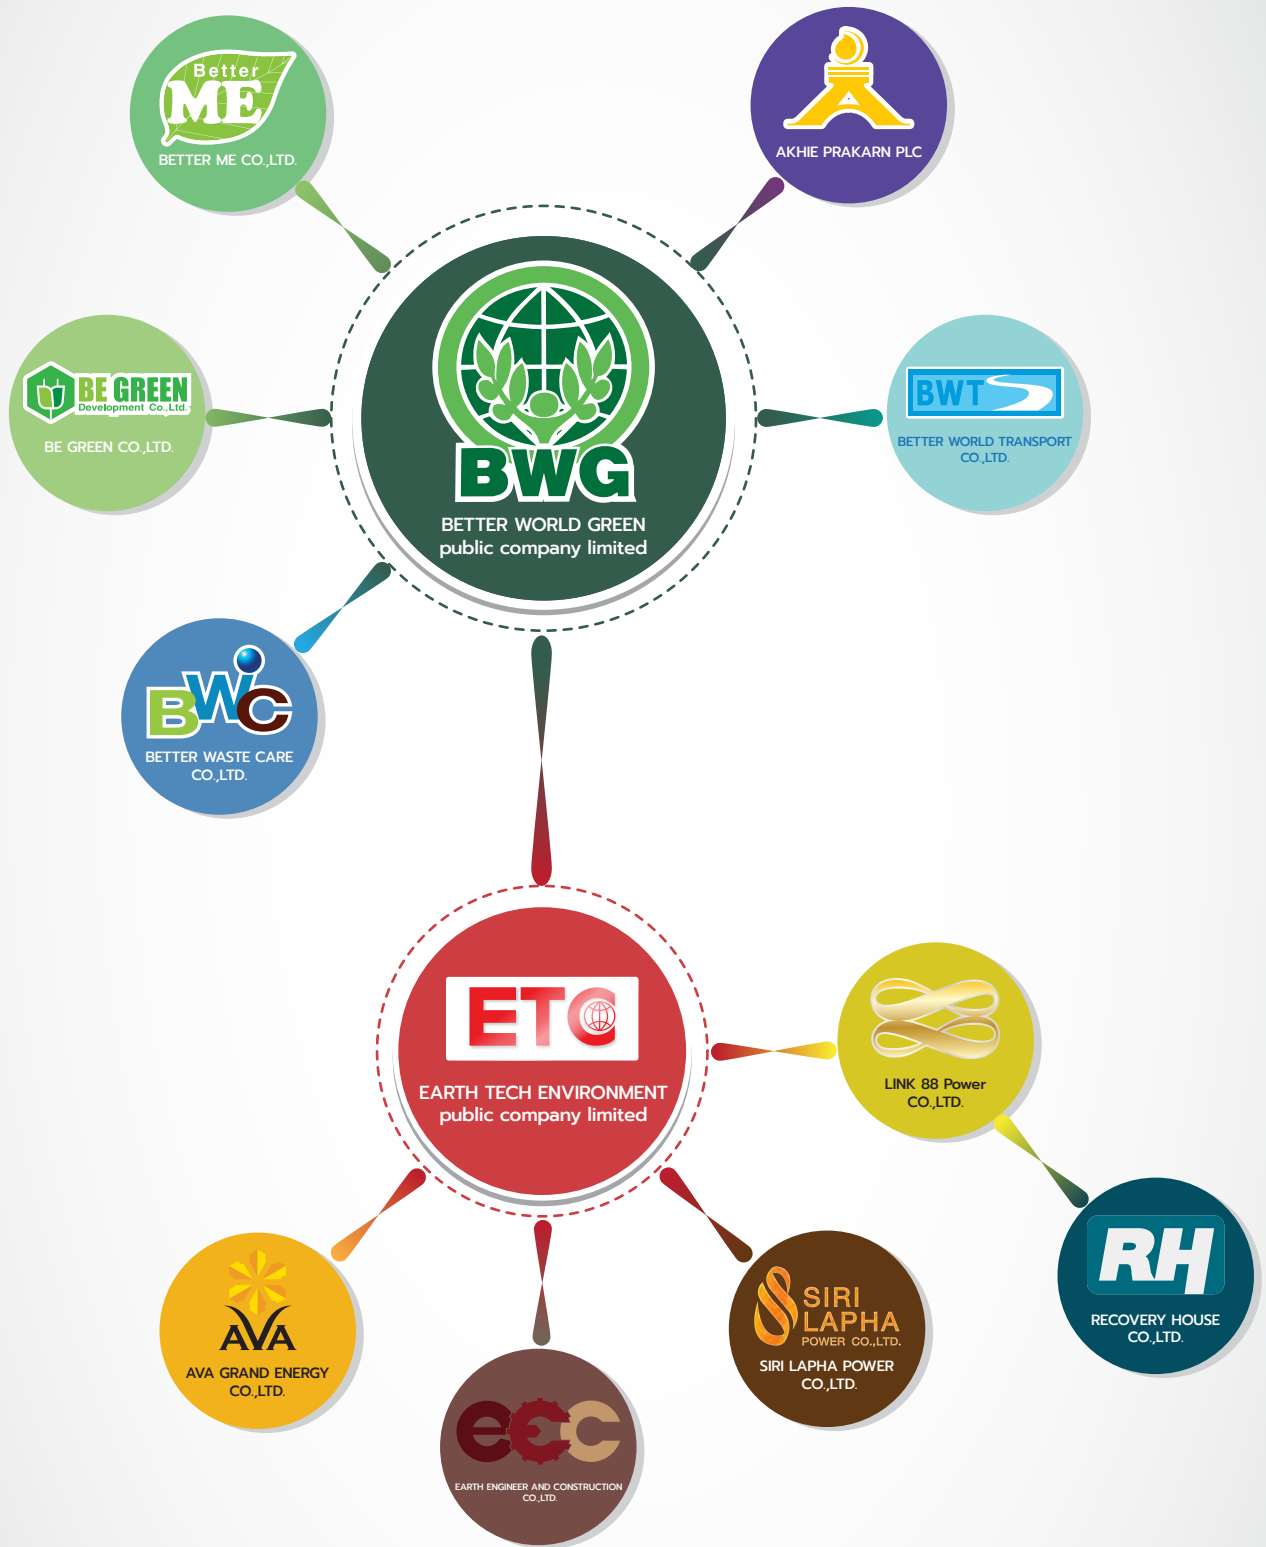 Better
ME
BETTER ME CO.,LTD.
AKHIE PRAKARN PLC
BE GREEN
Development Co.,Ltd.
BE GREEN CO.,LTD.
BWG
BETTER WORLD GREEN
public company limited
BWT
BETTER WORLD TRANSPORT
CO.,LTD.
BWC
BETTER WASTE CARE
CO.,LTD.
ETC
EARTH TECH ENVIRONMENT
public company limited
LINK 88 Power
CO.,LTD.
RH
RECOVERY HOUSE
CO.,LTD.
AVA
AVA GRAND ENERGY
CO.,LTD.
SIRI
LAPHA
POWER CO.,LTD.
SIRI LAPHA POWER
CO.,LTD.
eec
EARTH ENGINEER AND CONSTRUCTION
CO.,LTD.